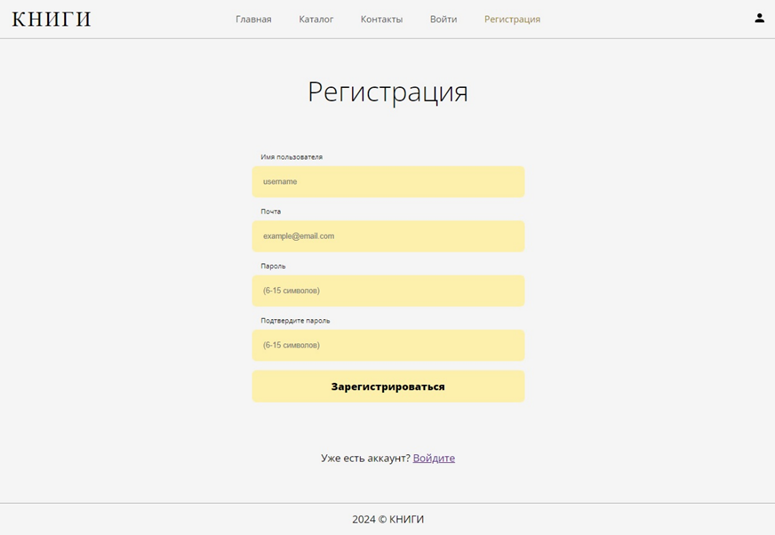 КНИГИ
Главная Каталог Контакты Войти Регистрация
Регистрация
Имя пользователя
username
Почта
example@email.com
Пароль
(6-15 символов)
Подтвердите пароль
(6-15 символов)
Зарегистрироваться
Уже есть аккаунт? Войдите
2024 © КНИГИ